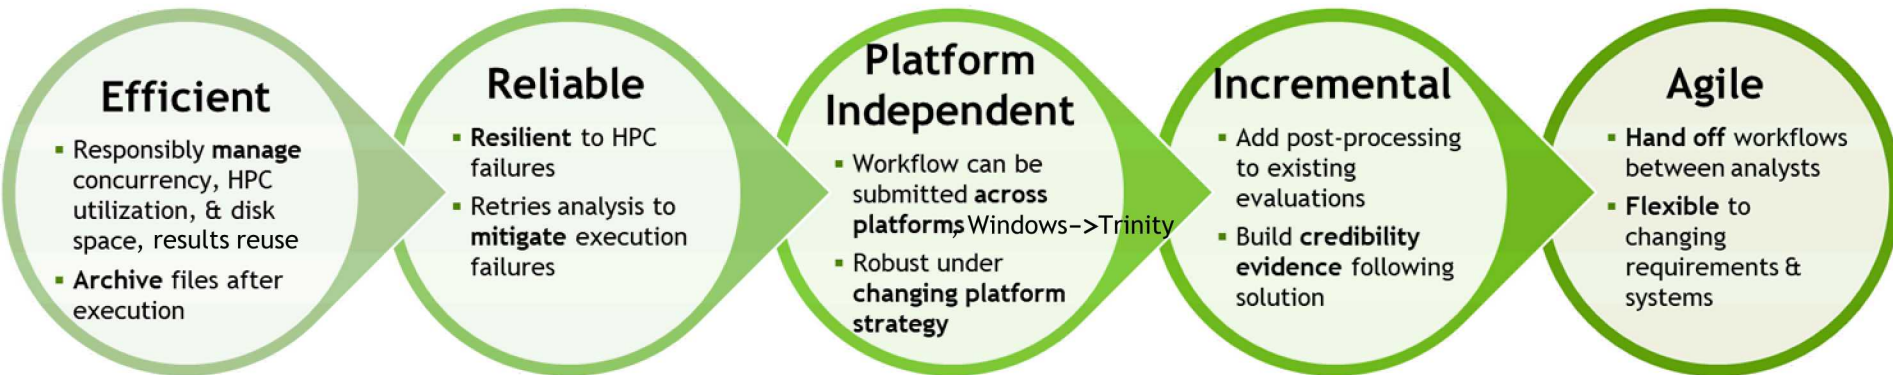 Efficient
▪ Responsibly manage
concurrency, HPC
utilization, & disk
space, results reuse
▪ Archive files after
execution
Reliable
▪ Resilient to HPC
failures
▪ Retries analysis to
mitigate execution
failures
Platform
Independent
▪ Workflow can be
submitted across
platforms, Windows->Trinity
▪ Robust under
changing platform
strategy
Incremental
▪ Add post-processing
to existing
evaluations
▪ Build credibility
evidence following
solution
Agile
▪ Hand off workflows
between analysts
▪ Flexible to
changing
requirements &
systems